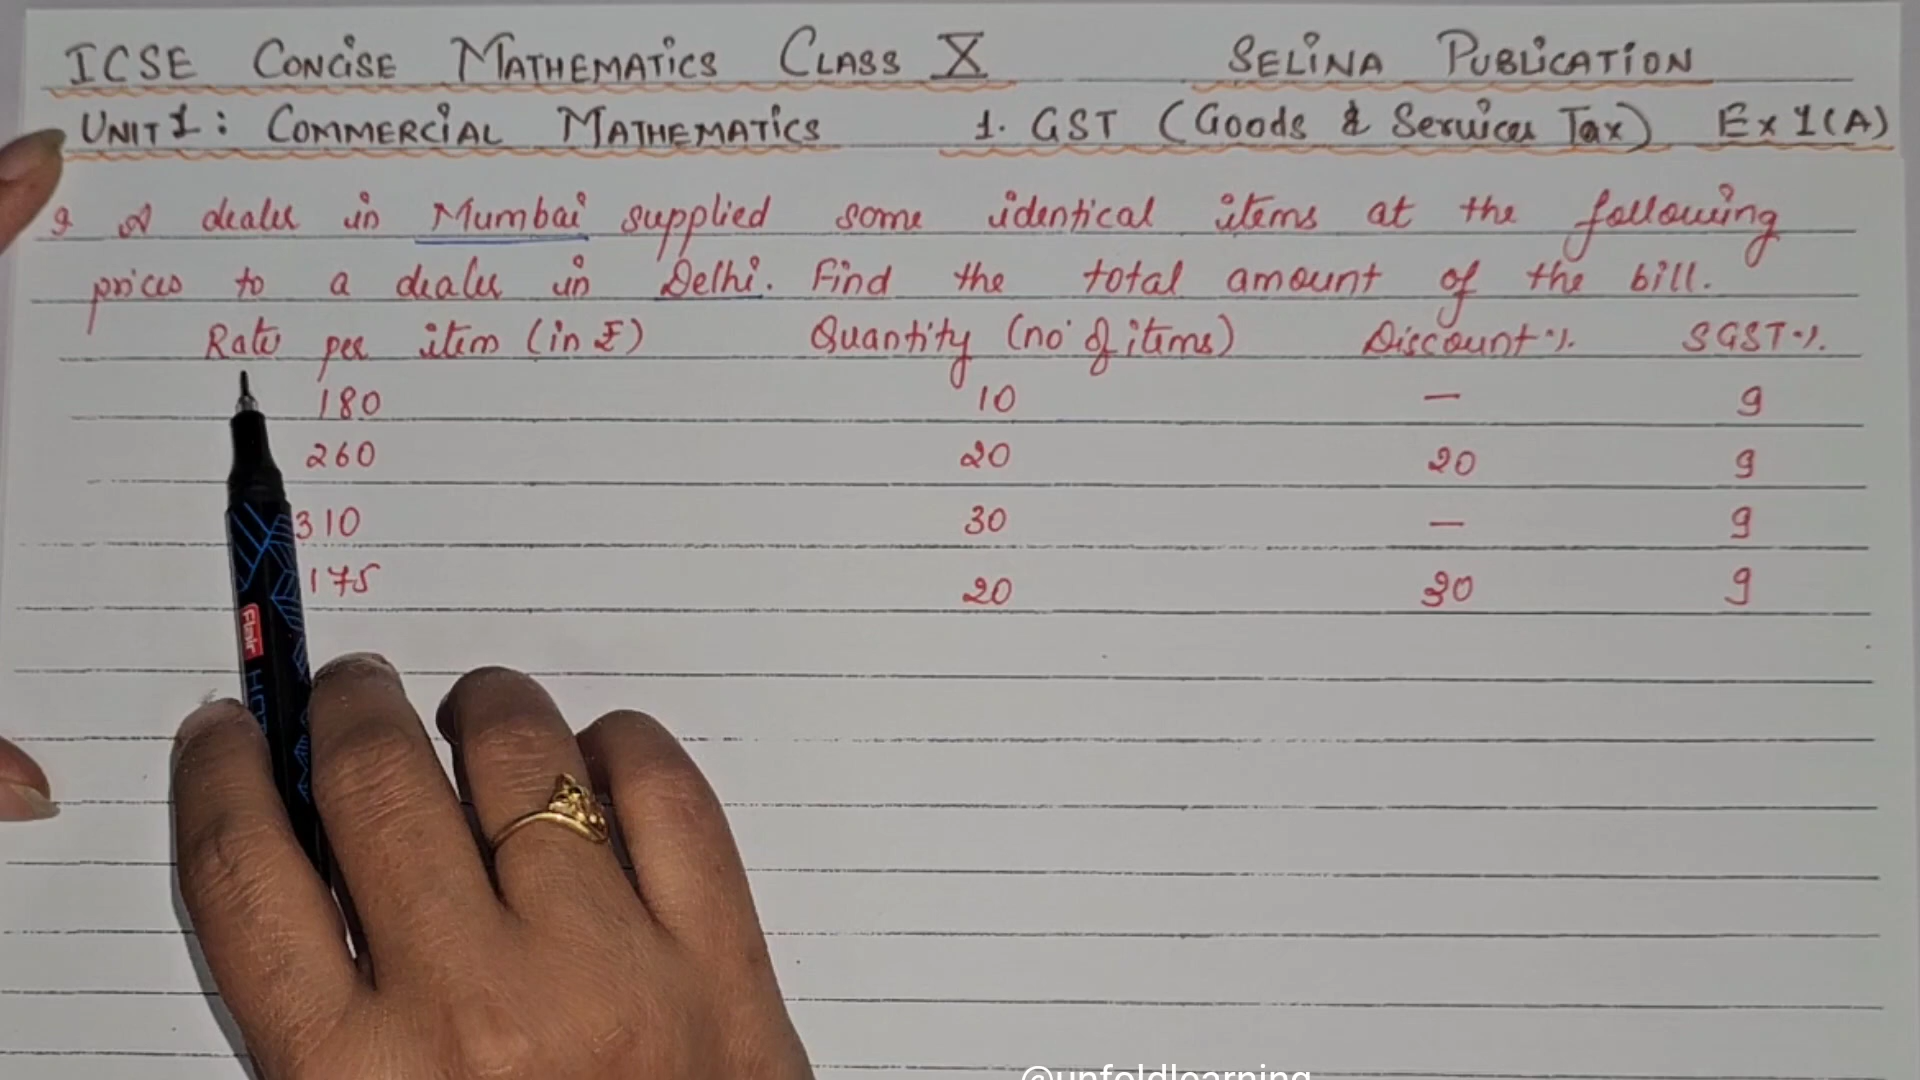 ICSE CONCISE MATHEMATICS CLASS X SELINA PUBLICATION
UNIT 1: COMMERCIAL MATHEMATICS 1. GST (Goods & Services Tax) Ex 1(A)
9 A dealer in Mumbai supplied some identical items at the following
prices to a dealer in Delhi. Find the total amount of the bill.
Rate per item (in ₹) Quantity (no of items) Discount % SGST %
180 10 — 9
260 20 20 9
310 30 — 9
175 20 30 9
Flair
@unfoldlearning